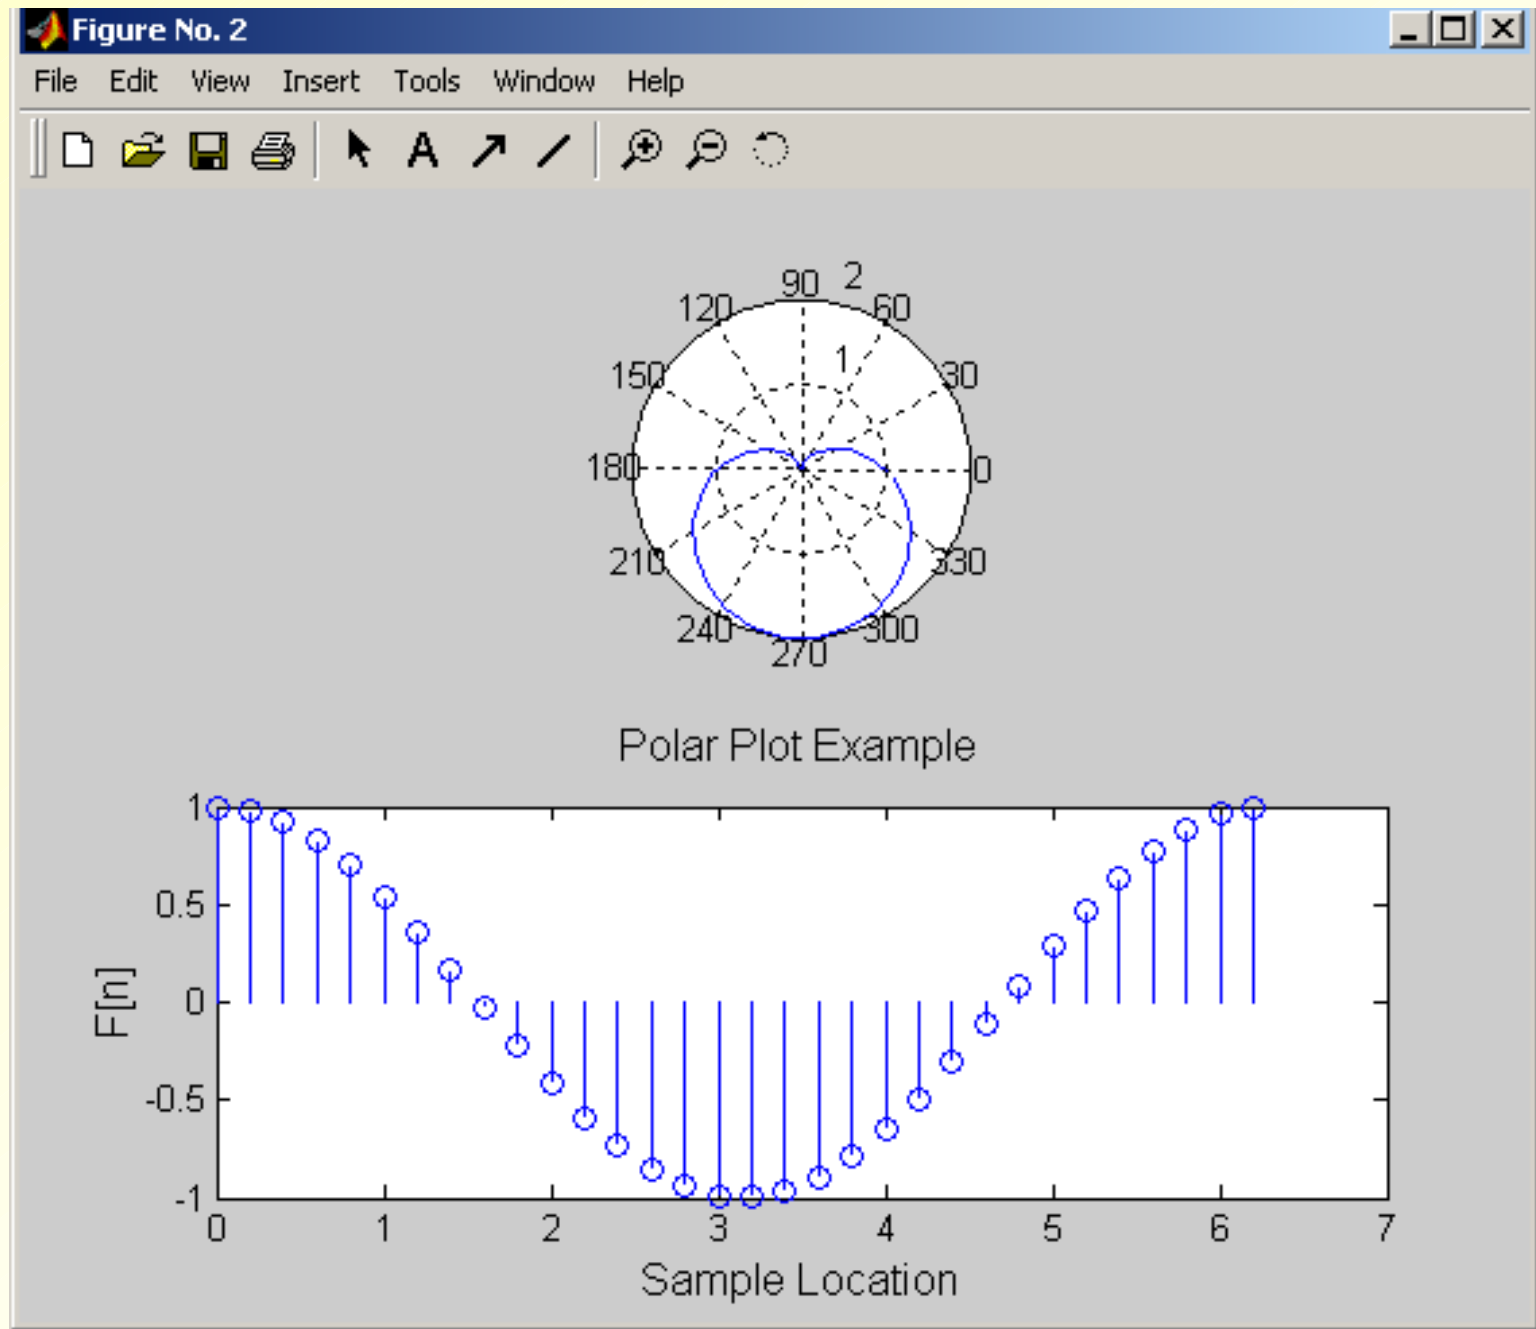 Figure No. 2
File Edit View Insert Tools Window Help
A
90 2
120 60
1
150 30
180 0
210 330
240 300
270
Polar Plot Example
1
0.5
0
-0.5
-1
F[n]
0 1 2 3 4 5 6 7
Sample Location